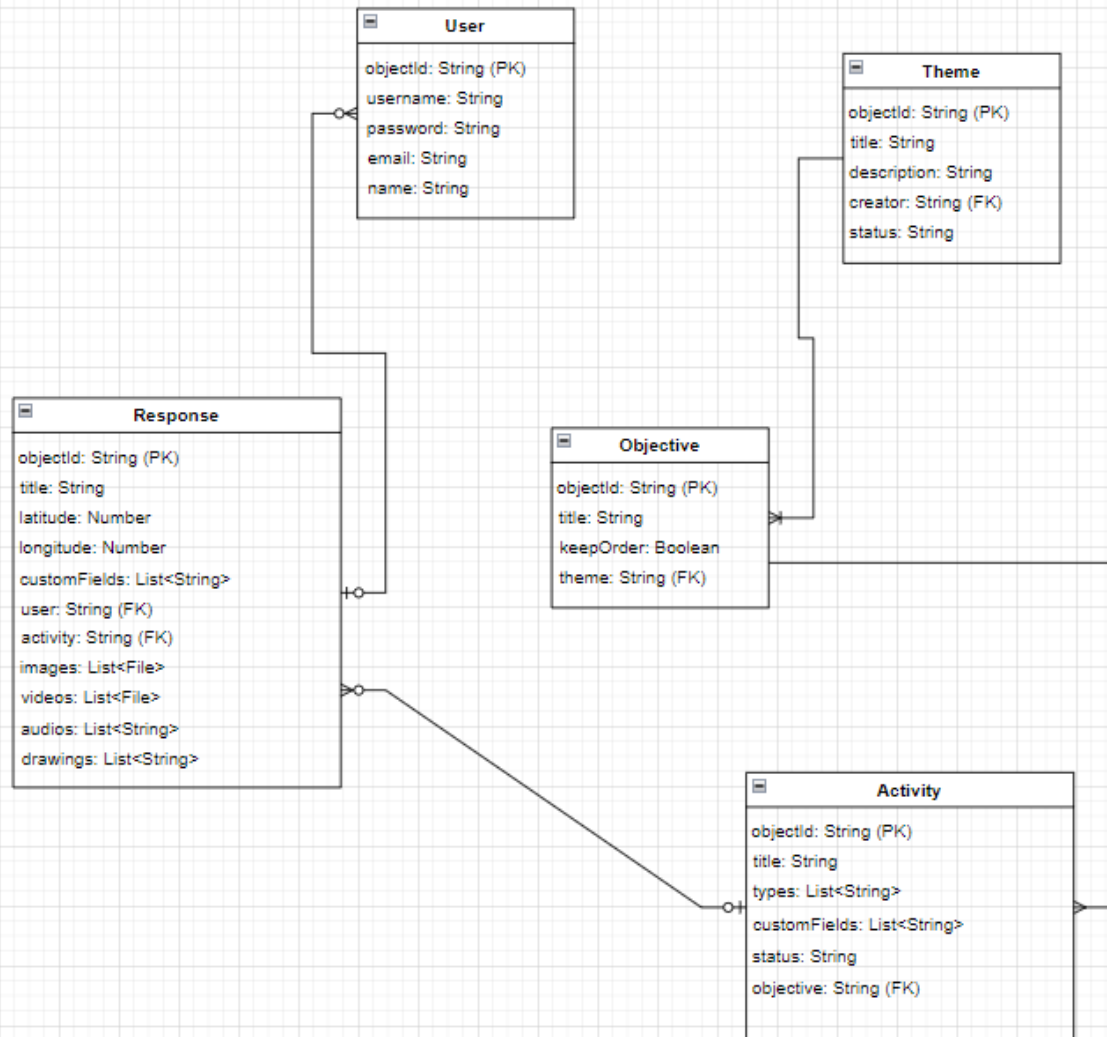 User
objectId: String (PK)
username: String
password: String
email: String
name: String
Theme
objectId: String (PK)
title: String
description: String
creator: String (FK)
status: String
Response
objectId: String (PK)
title: String
latitude: Number
longitude: Number
customFields: List<String>
user: String (FK)
activity: String (FK)
images: List<File>
videos: List<File>
audios: List<String>
drawings: List<String>
Objective
objectId: String (PK)
title: String
keepOrder: Boolean
theme: String (FK)
Activity
objectId: String (PK)
title: String
types: List<String>
customFields: List<String>
status: String
objective: String (FK)